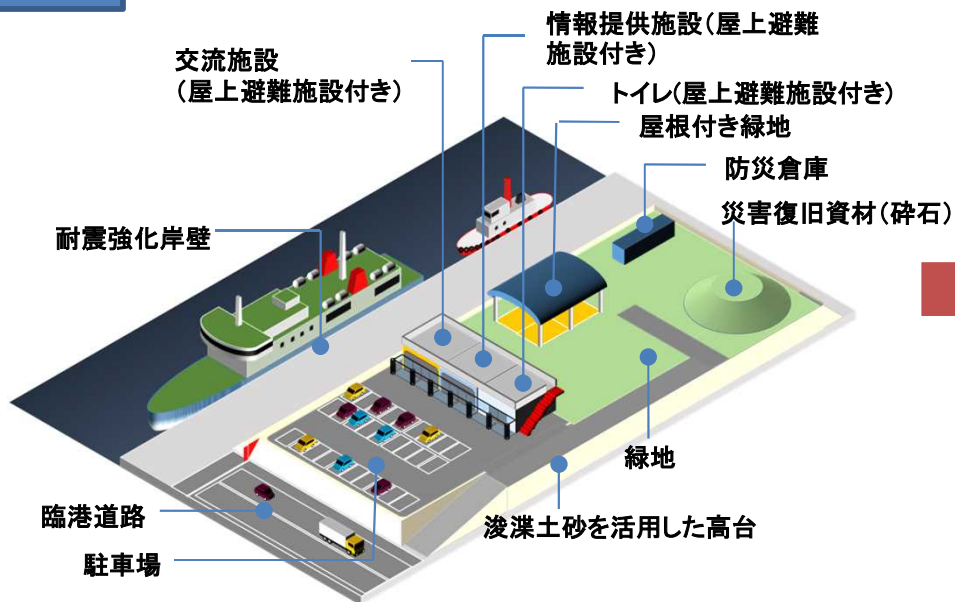 情報提供施設(屋上避難
施設付き)
交流施設
(屋上避難施設付き)
トイレ(屋上避難施設付き)
屋根付き緑地
防災倉庫
災害復旧資材(砕石)
耐震強化岸壁
緑地
臨港道路
浚渫土砂を活用した高台
駐車場